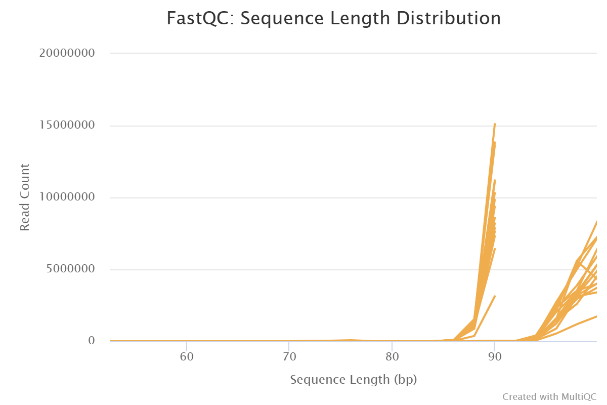 FastQC: Sequence Length Distribution
20000000
15000000
10000000
5000000
0
Read Count
60 70 80 90
Sequence Length (bp)
Created with MultiQC